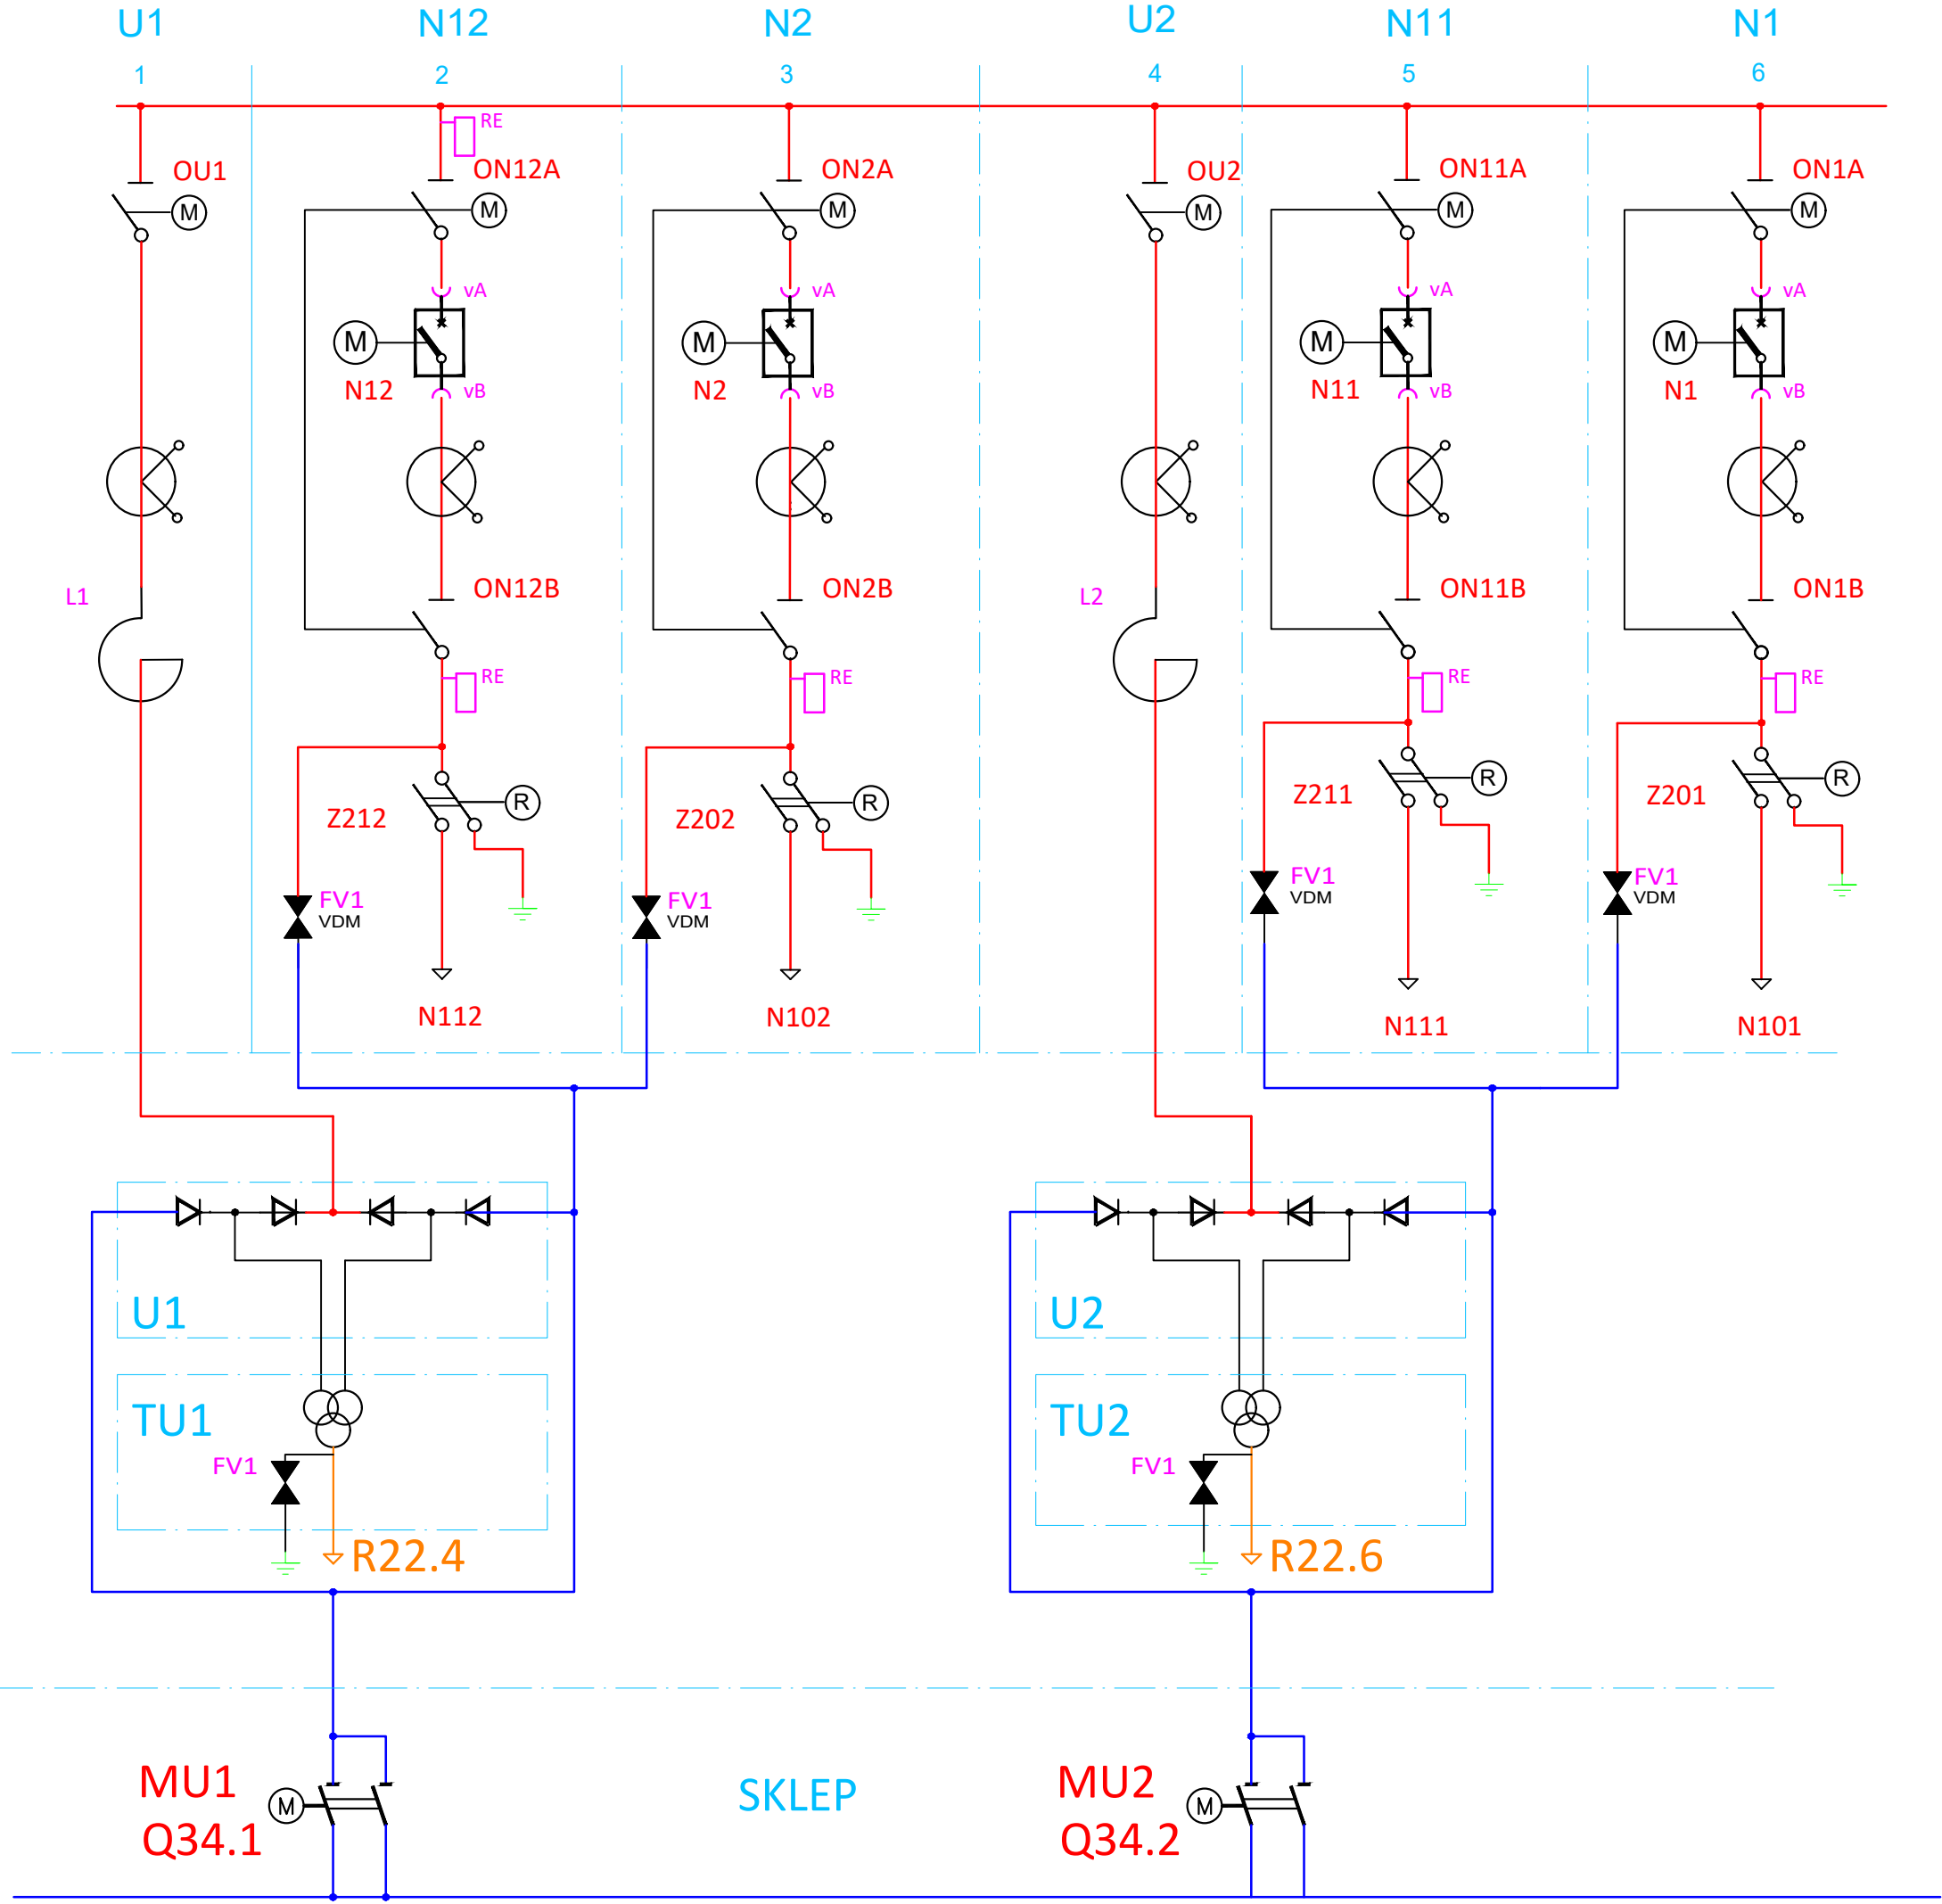 U1 N12 N2 U2 N11 N1
1 2 3 4 5 6
RE
OU1 ON12A ON2A OU2 ON11A ON1A
M M M M M M
vA vA vA vA
M M M M
N12 N2 N11 N1
vB vB vB vB
L1 ON12B ON2B L2 ON11B ON1B
RE RE RE RE
R R R R
Z212 Z202 Z211 Z201
FV1 FV1 FV1 FV1
VDM VDM VDM VDM
N112 N102 N111 N101
U1 U2
TU1 TU2
FV1 FV1
R22.4 R22.6
MU1 SKLEP MU2
M M
Q34.1 Q34.2